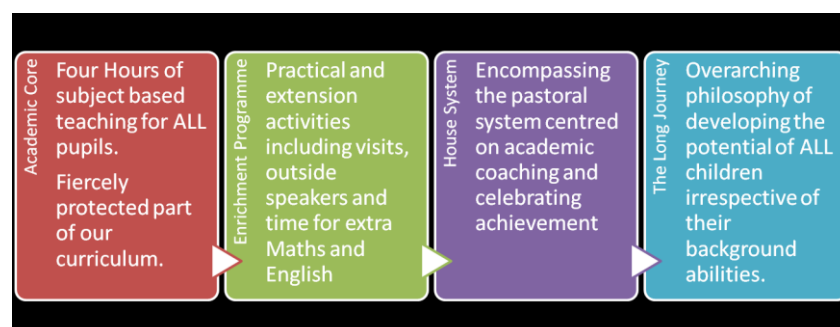 Academic Core
Four Hours of
subject based
teaching for ALL
pupils.
Fiercely
protected part
of our
curriculum.
Enrichment Programme
Practical and
extension
activities
including visits,
outside
speakers and
time for extra
Maths and
English
House System
Encompassing
the pastoral
system centred
on academic
coaching and
celebrating
achievement
The Long Journey
Overarching
philosophy of
developing the
potential of ALL
children
irrespective of
their
background
abilities.